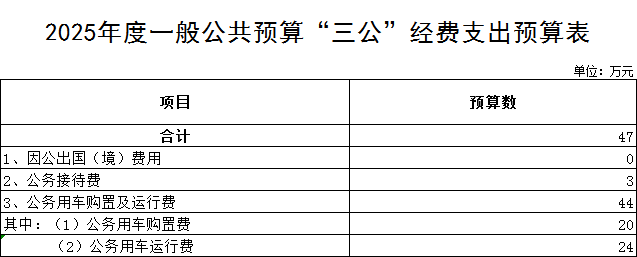 2025年度一般公共预算“三公”经费支出预算表
单位：万元
项目 预算数
合计 47
1、因公出国（境）费用 0
2、公务接待费 3
3、公务用车购置及运行费 44
其中：（1）公务用车购置费 20
（2）公务用车运行费 24